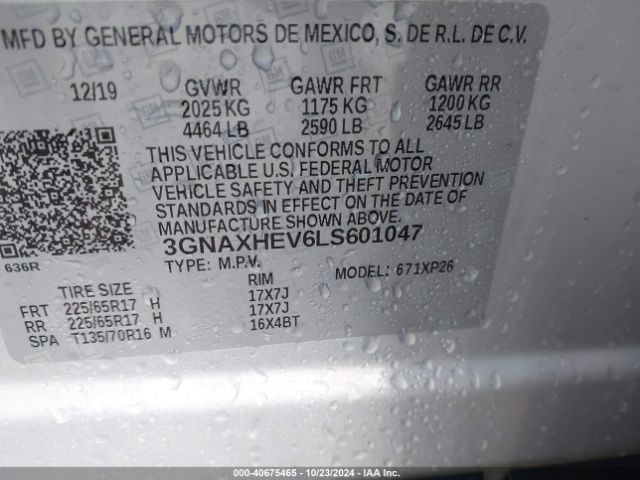 MFD BY GENERAL MOTORS DE MEXICO, S. DE R.L. DE C.V.
12/19 GVWR GAWR FRT GAWR RR
2025 KG 1175 KG 1200 KG
4464 LB 2590 LB 2645 LB
THIS VEHICLE CONFORMS TO ALL
APPLICABLE U.S. FEDERAL MOTOR
VEHICLE SAFETY AND THEFT PREVENTION
STANDARDS IN EFFECT ON THE DATE OF
MANUFACTURE SHOWN ABOVE.
3GNAXHEV6LS601047
636R TYPE: M.P.V. MODEL: 671XP26
TIRE SIZE RIM
FRT 225/65R17 H 17X7J
RR 225/65R17 H 17X7J
SPA T135/70R16 M 16X4BT
000-40675465 - 10/23/2024 - IAA Inc.